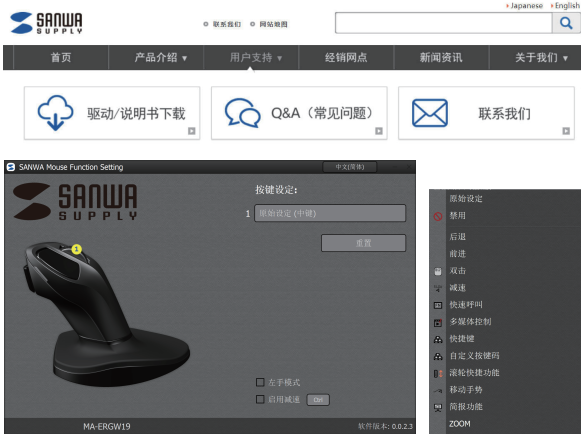 Japanese English
SANWA
SUPPLY
联系我们 网站地图
首页 产品介绍 用户支持 经销网点 新闻资讯 关于我们
驱动/说明书下载 Q&A（常见问题） 联系我们
SANWA Mouse Function Setting 中文(简体)
SANWA
SUPPLY
按键设定:
1 原始设定 (中键)
重置
1
左手模式
启用减速 Off
MA-ERGW19 软件版本: 0.0.2.3
原始设定
禁用
后退
前进
双击
减速
快速呼叫
多媒体控制
快捷键
自定义按键码
滚轮快捷功能
移动手势
简报功能
ZOOM